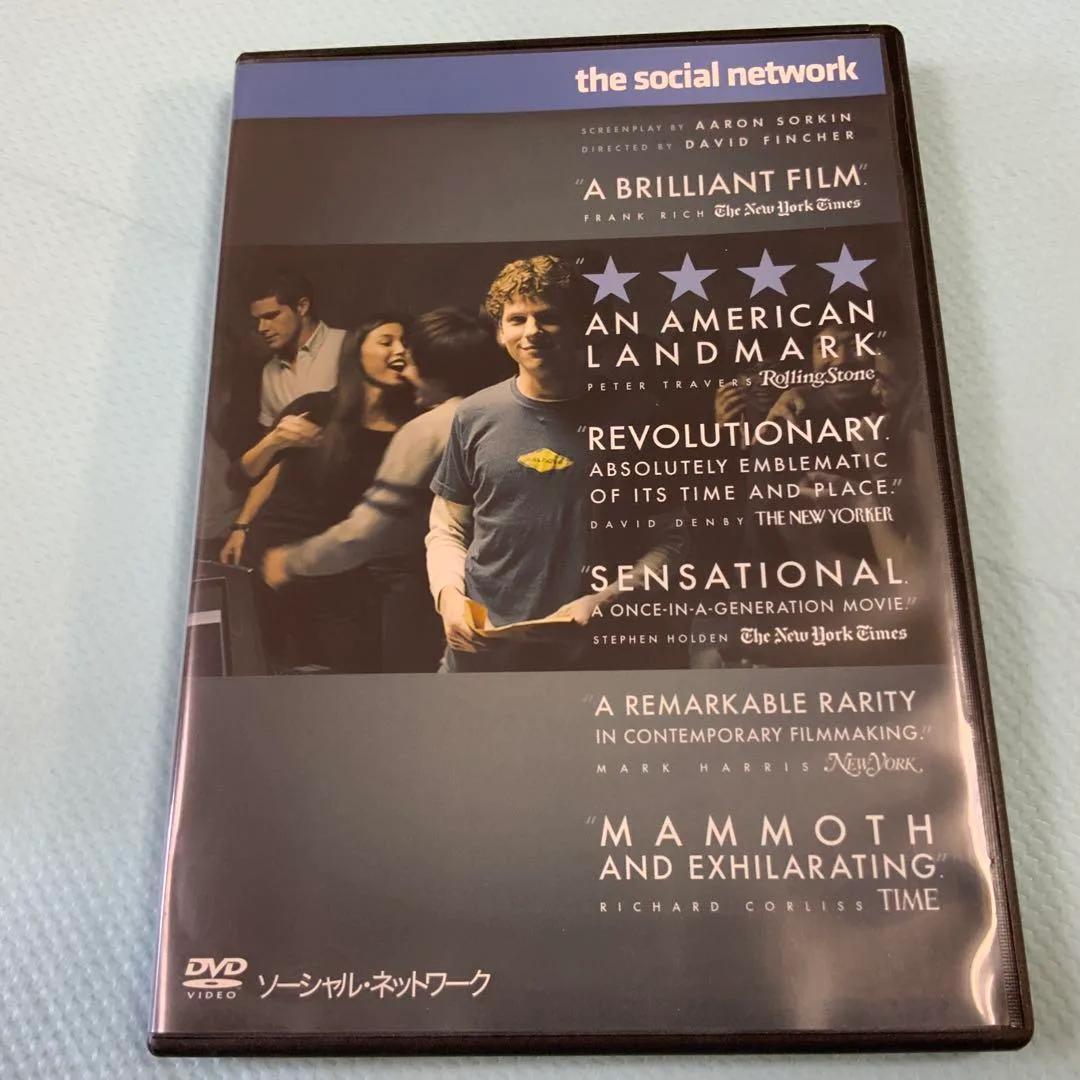 the social network
SCREENPLAY BY AARON SORKIN
DIRECTED BY DAVID FINCHER
"A BRILLIANT FILM."
FRANK RICH The New York Times
"★ ★ ★ ★
AN AMERICAN
LANDMARK."
PETER TRAVERS RollingStone
"REVOLUTIONARY.
ABSOLUTELY EMBLEMATIC
OF ITS TIME AND PLACE."
DAVID DENBY THE NEW YORKER
"SENSATIONAL.
A ONCE-IN-A-GENERATION MOVIE."
STEPHEN HOLDEN The New York Times
"A REMARKABLE RARITY
IN CONTEMPORARY FILMMAKING."
MARK HARRIS NEW YORK
"MAMMOTH
AND EXHILARATING."
RICHARD CORLISS TIME
DVD
VIDEO
ソーシャル・ネットワーク